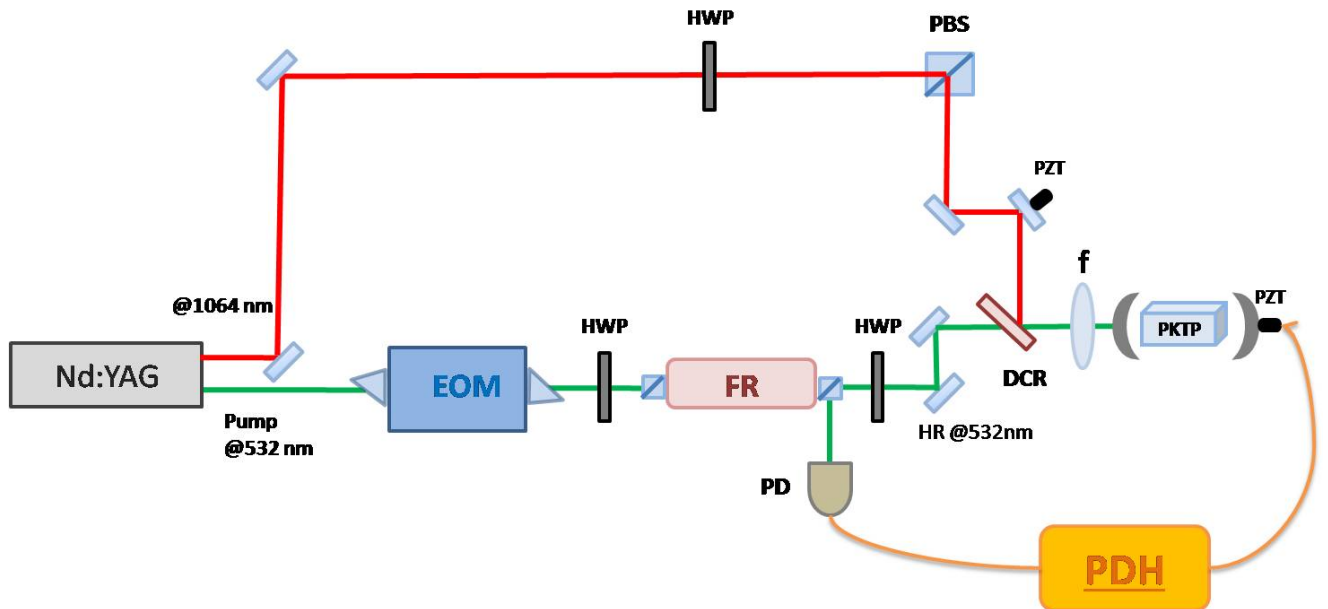 HWP
PBS
PZT
f
@1064 nm
HWP
HWP
PZT
PKTP
Nd:YAG
EOM
FR
DCR
Pump
@532 nm
HR @532nm
PD
PDH